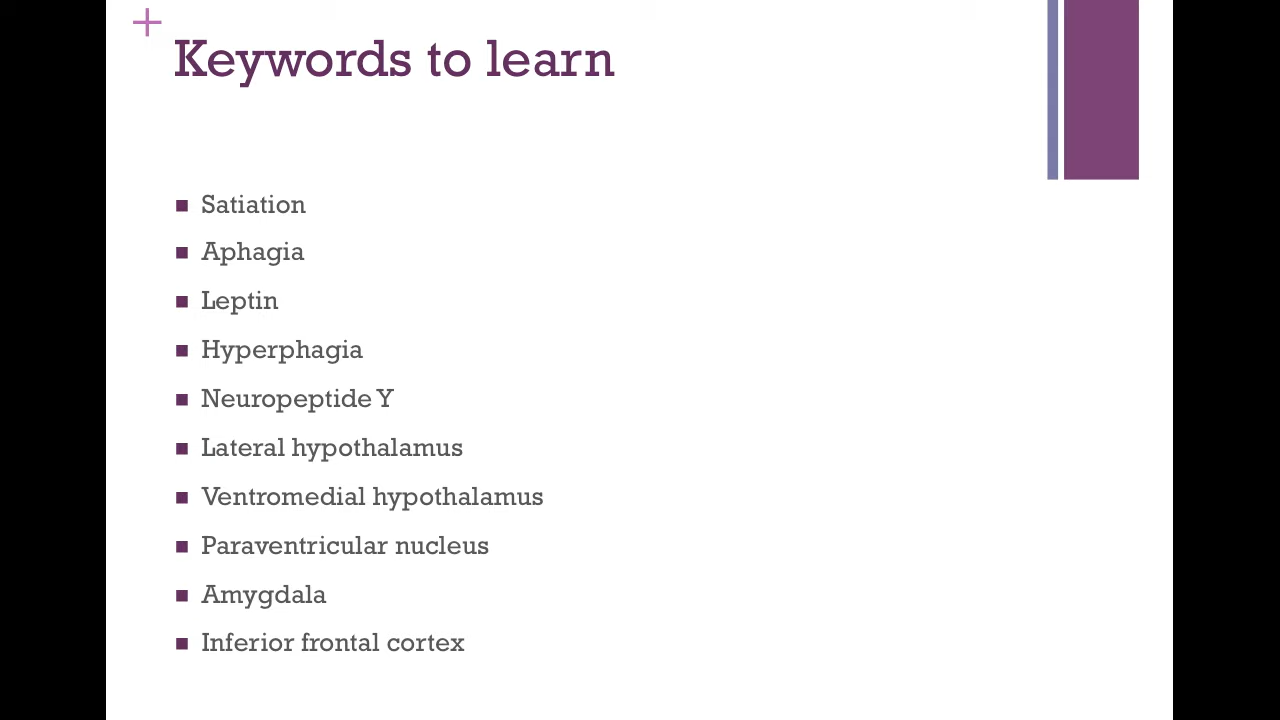 Keywords to learn
Satiation
Aphagia
Leptin
Hyperphagia
Neuropeptide Y
Lateral hypothalamus
Ventromedial hypothalamus
Paraventricular nucleus
Amygdala
Inferior frontal cortex